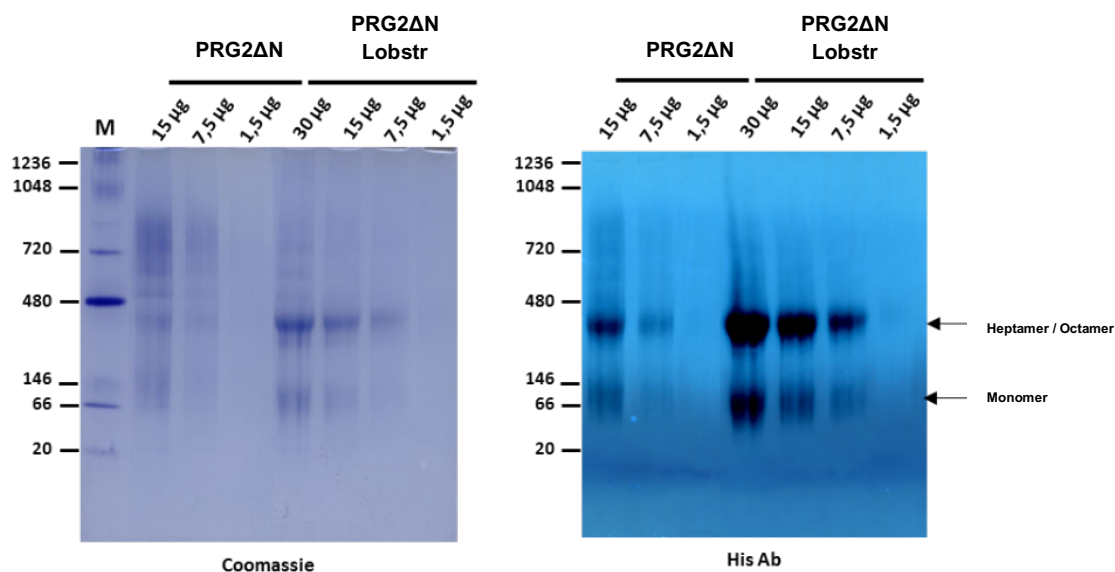 PRG2ΔN
PRG2ΔN
Lobstr
M
15 µg
7,5 µg
1,5 µg
30 µg
15 µg
7,5 µg
1,5 µg
1236
1048
720
480
146
66
20
Coomassie
PRG2ΔN
PRG2ΔN
Lobstr
15 µg
7,5 µg
1,5 µg
30 µg
15 µg
7,5 µg
1,5 µg
1236
1048
720
480
146
66
20
Heptamer / Octamer
Monomer
His Ab